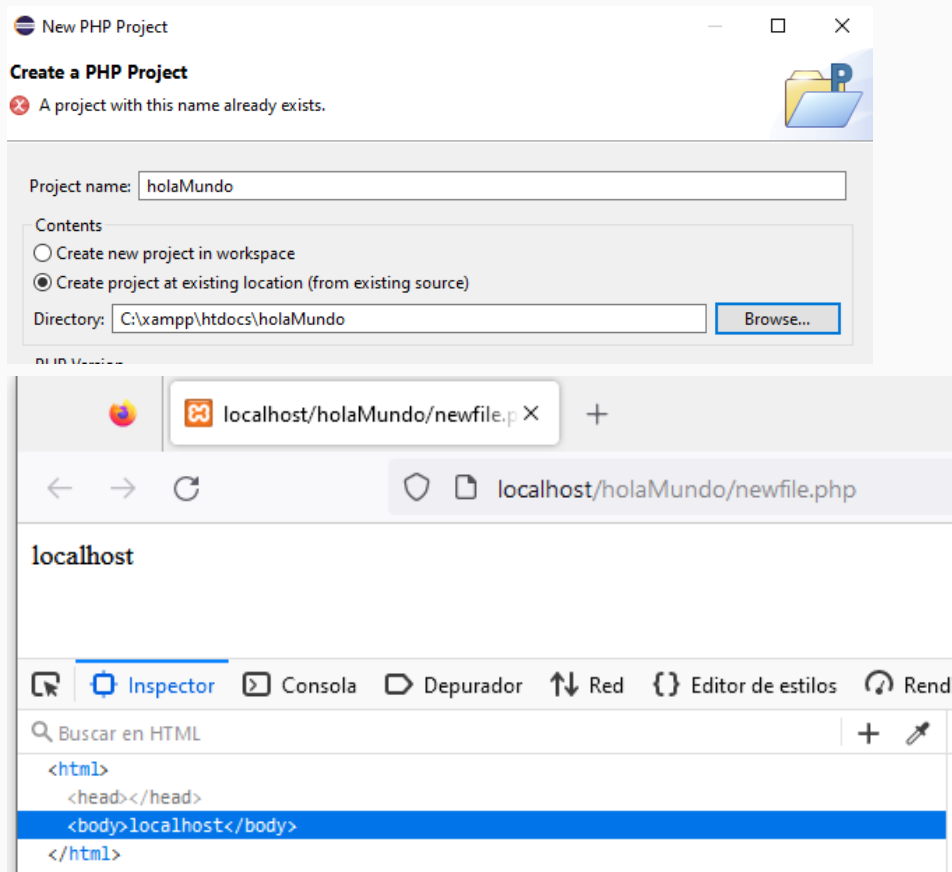 New PHP Project
Create a PHP Project
A project with this name already exists.
Project name: holaMundo
Contents
Create new project in workspace
Create project at existing location (from existing source)
Directory: C:\xampp\htdocs\holaMundo Browse...
PHP Version
localhost/holaMundo/newfile.p
localhost/holaMundo/newfile.php
localhost
Inspector Consola Depurador Red Editor de estilos Rend
Buscar en HTML
<html>
<head></head>
<body>localhost</body>
</html>